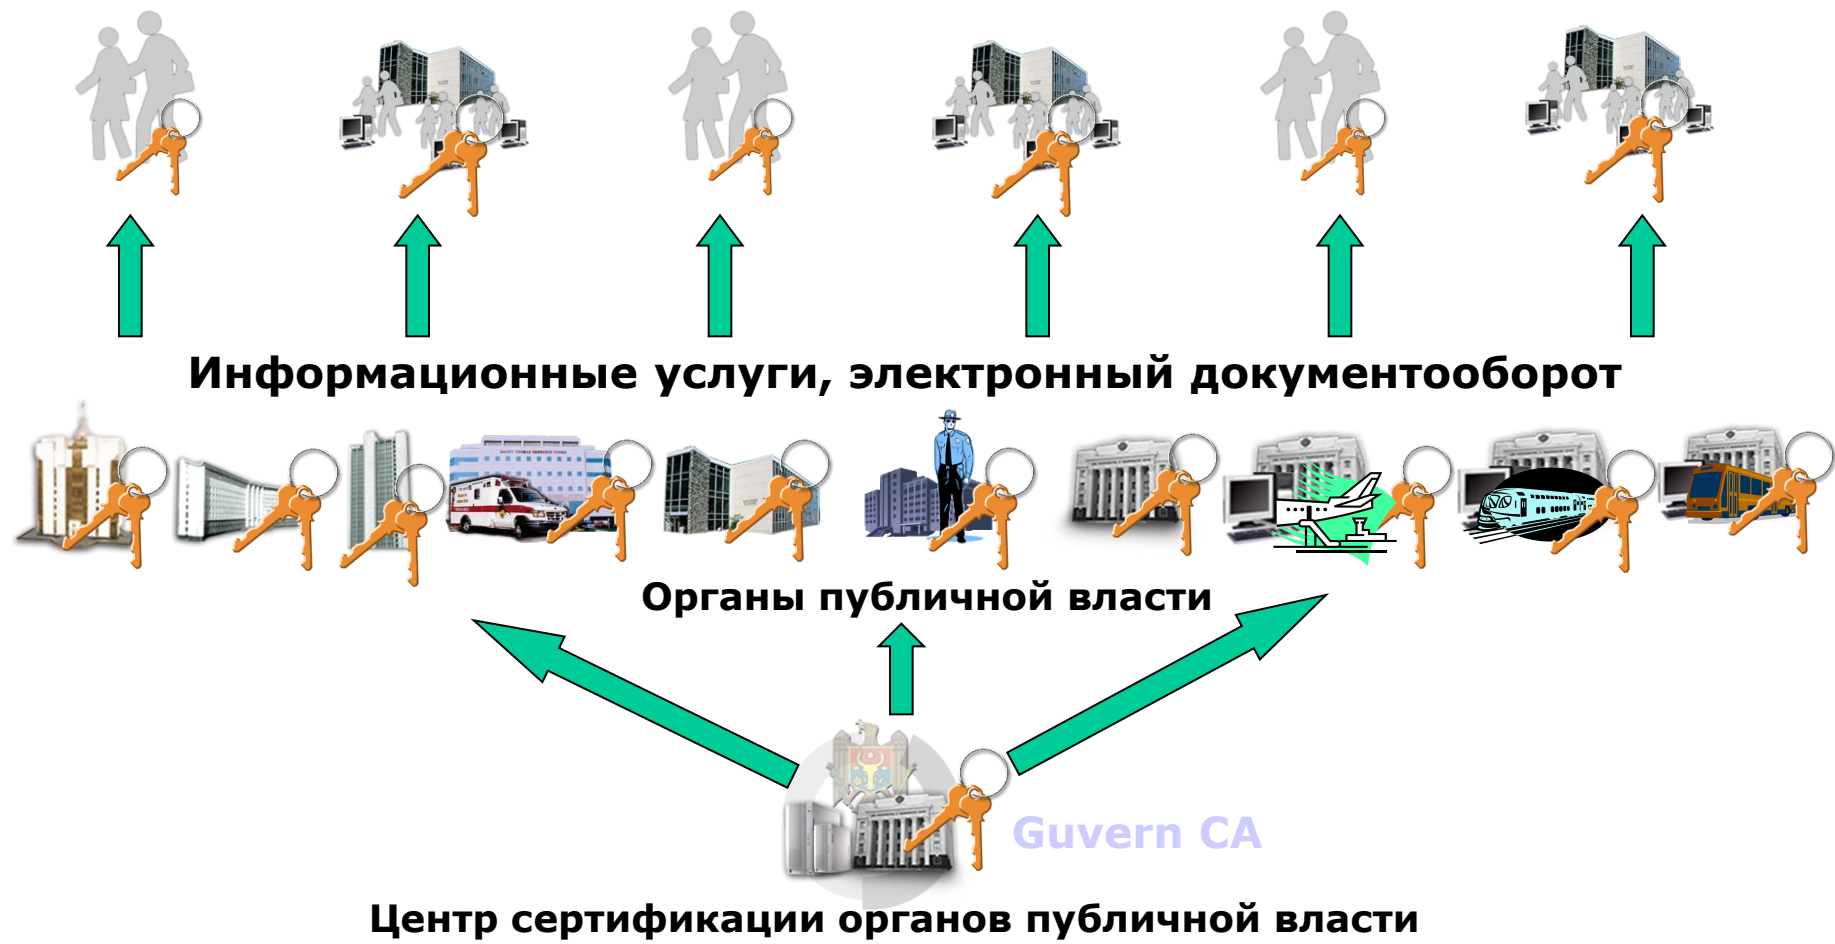 Информационные услуги, электронный документооборот
Органы публичной власти
Guvern CA
Центр сертификации органов публичной власти